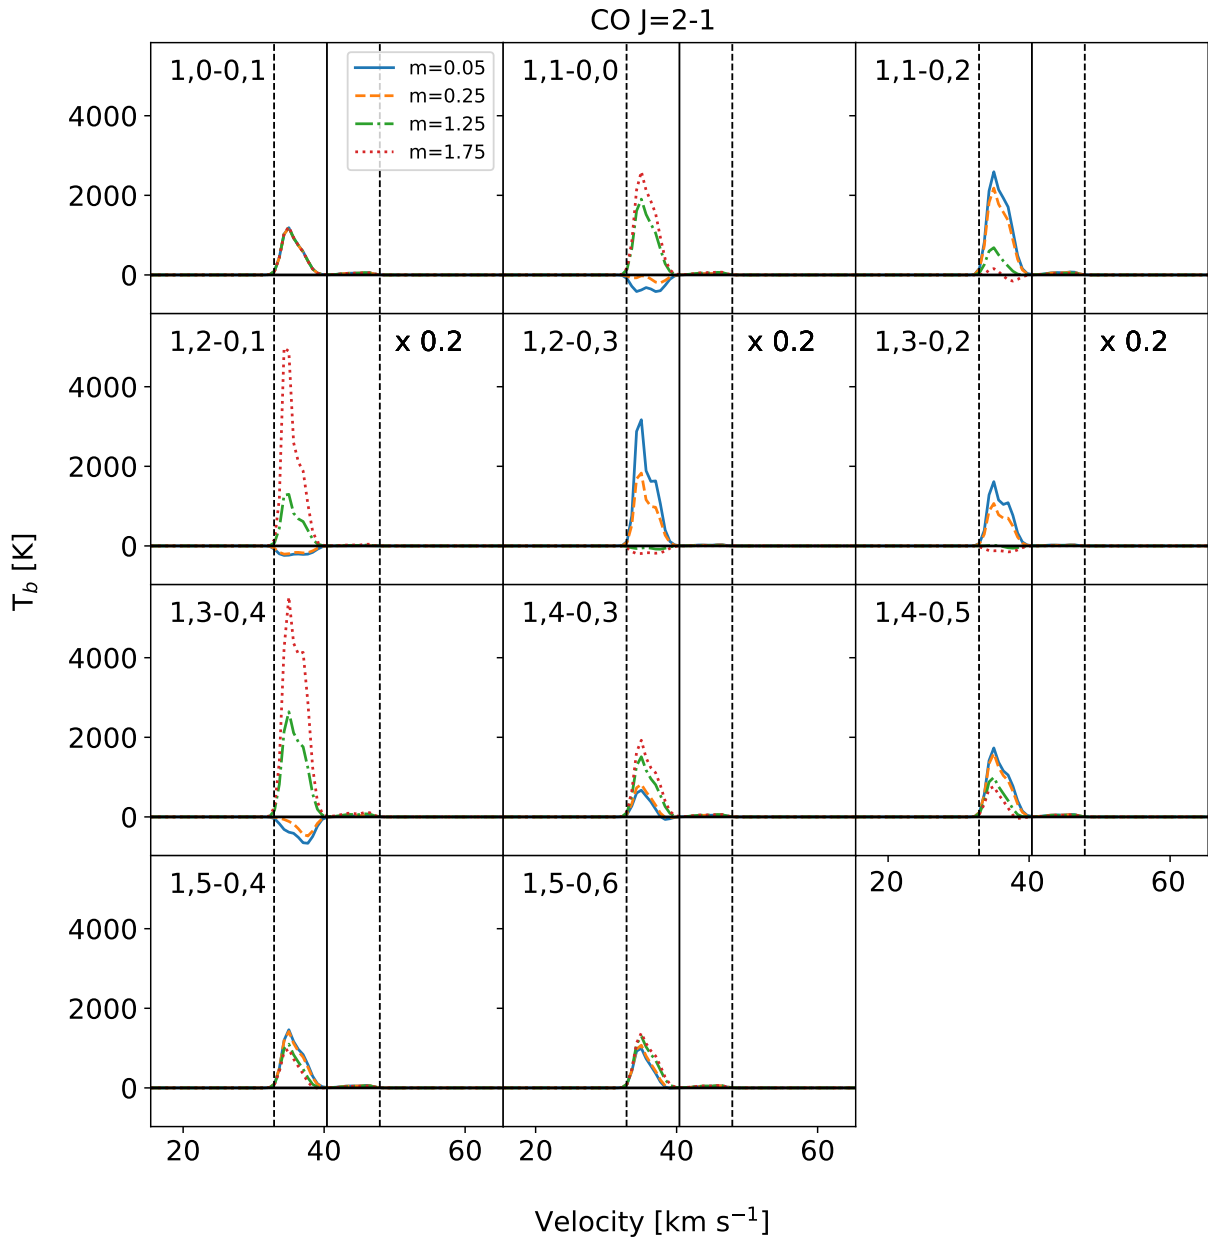 CO J=2-1
1,0-0,1
m=0.05
m=0.25
m=1.25
m=1.75
1,1-0,0
1,1-0,2
4000
2000
0
1,2-0,1
x 0.2
1,2-0,3
x 0.2
1,3-0,2
x 0.2
4000
2000
0
T_b [K]
1,3-0,4
1,4-0,3
1,4-0,5
4000
2000
0
20 40 60
1,5-0,4
1,5-0,6
4000
2000
0
20 40 60
20 40 60
Velocity [km s⁻¹]